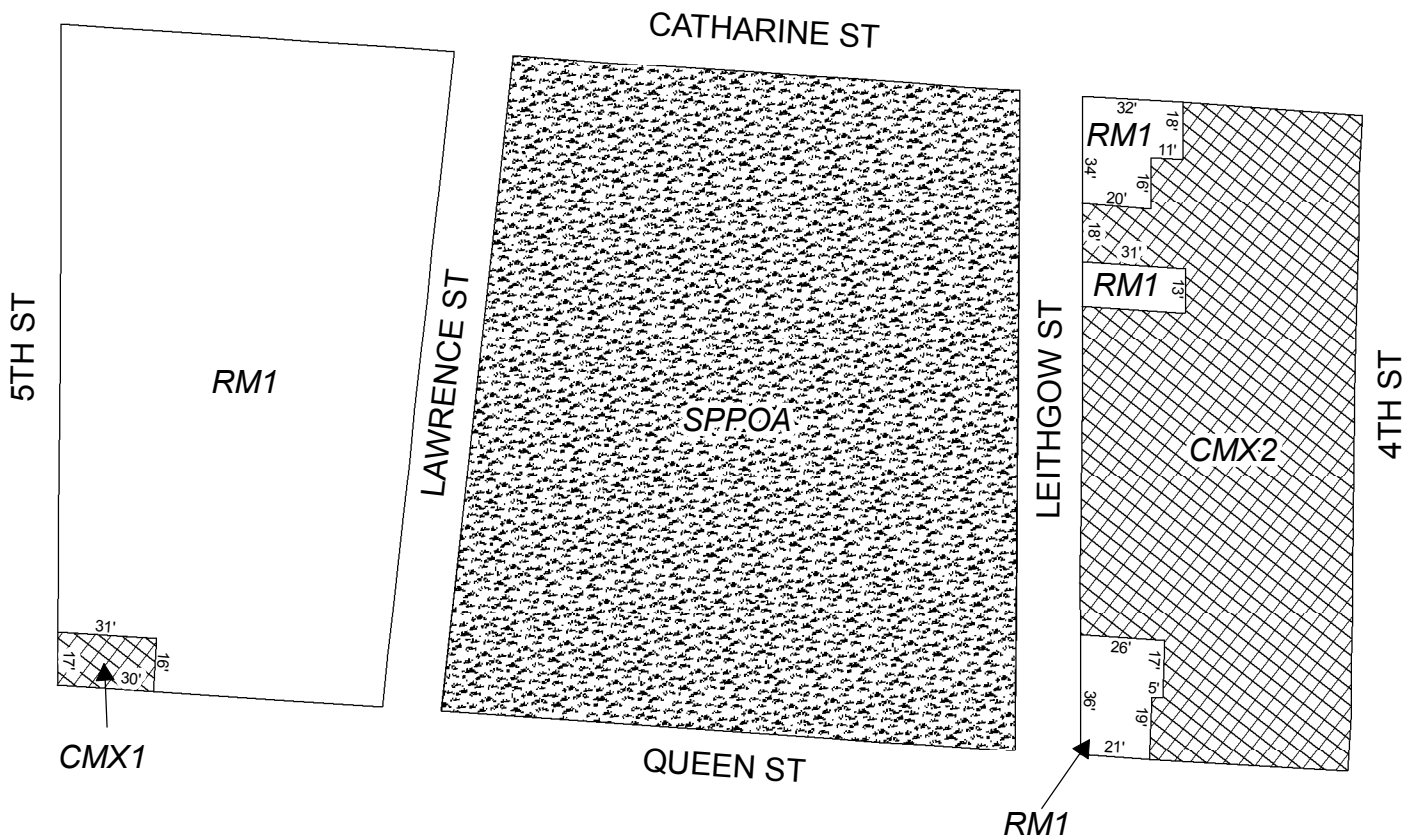 CATHARINE ST
32'
18'
RM1
11'
34'
16'
20'
18'
31'
RM1
13'
5TH ST
LAWRENCE ST
LEITHGOW ST
4TH ST
RM1
SPPOA
CMX2
31'
17'
16'
30'
26'
17'
5'
36'
19'
21'
CMX1
QUEEN ST
RM1